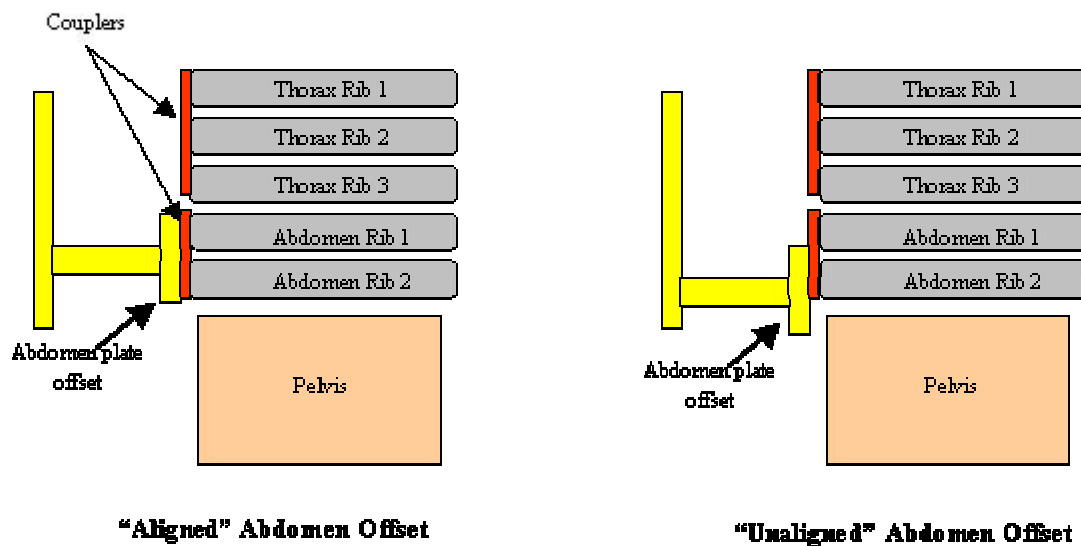 Couplers
Thorax Rib 1
Thorax Rib 2
Thorax Rib 3
Abdomen Rib 1
Abdomen Rib 2
Abdomen plate
offset
Pelvis
"Aligned" Abdomen Offset
Thorax Rib 1
Thorax Rib 2
Thorax Rib 3
Abdomen Rib 1
Abdomen Rib 2
Abdomen plate
offset
Pelvis
"Unaligned" Abdomen Offset